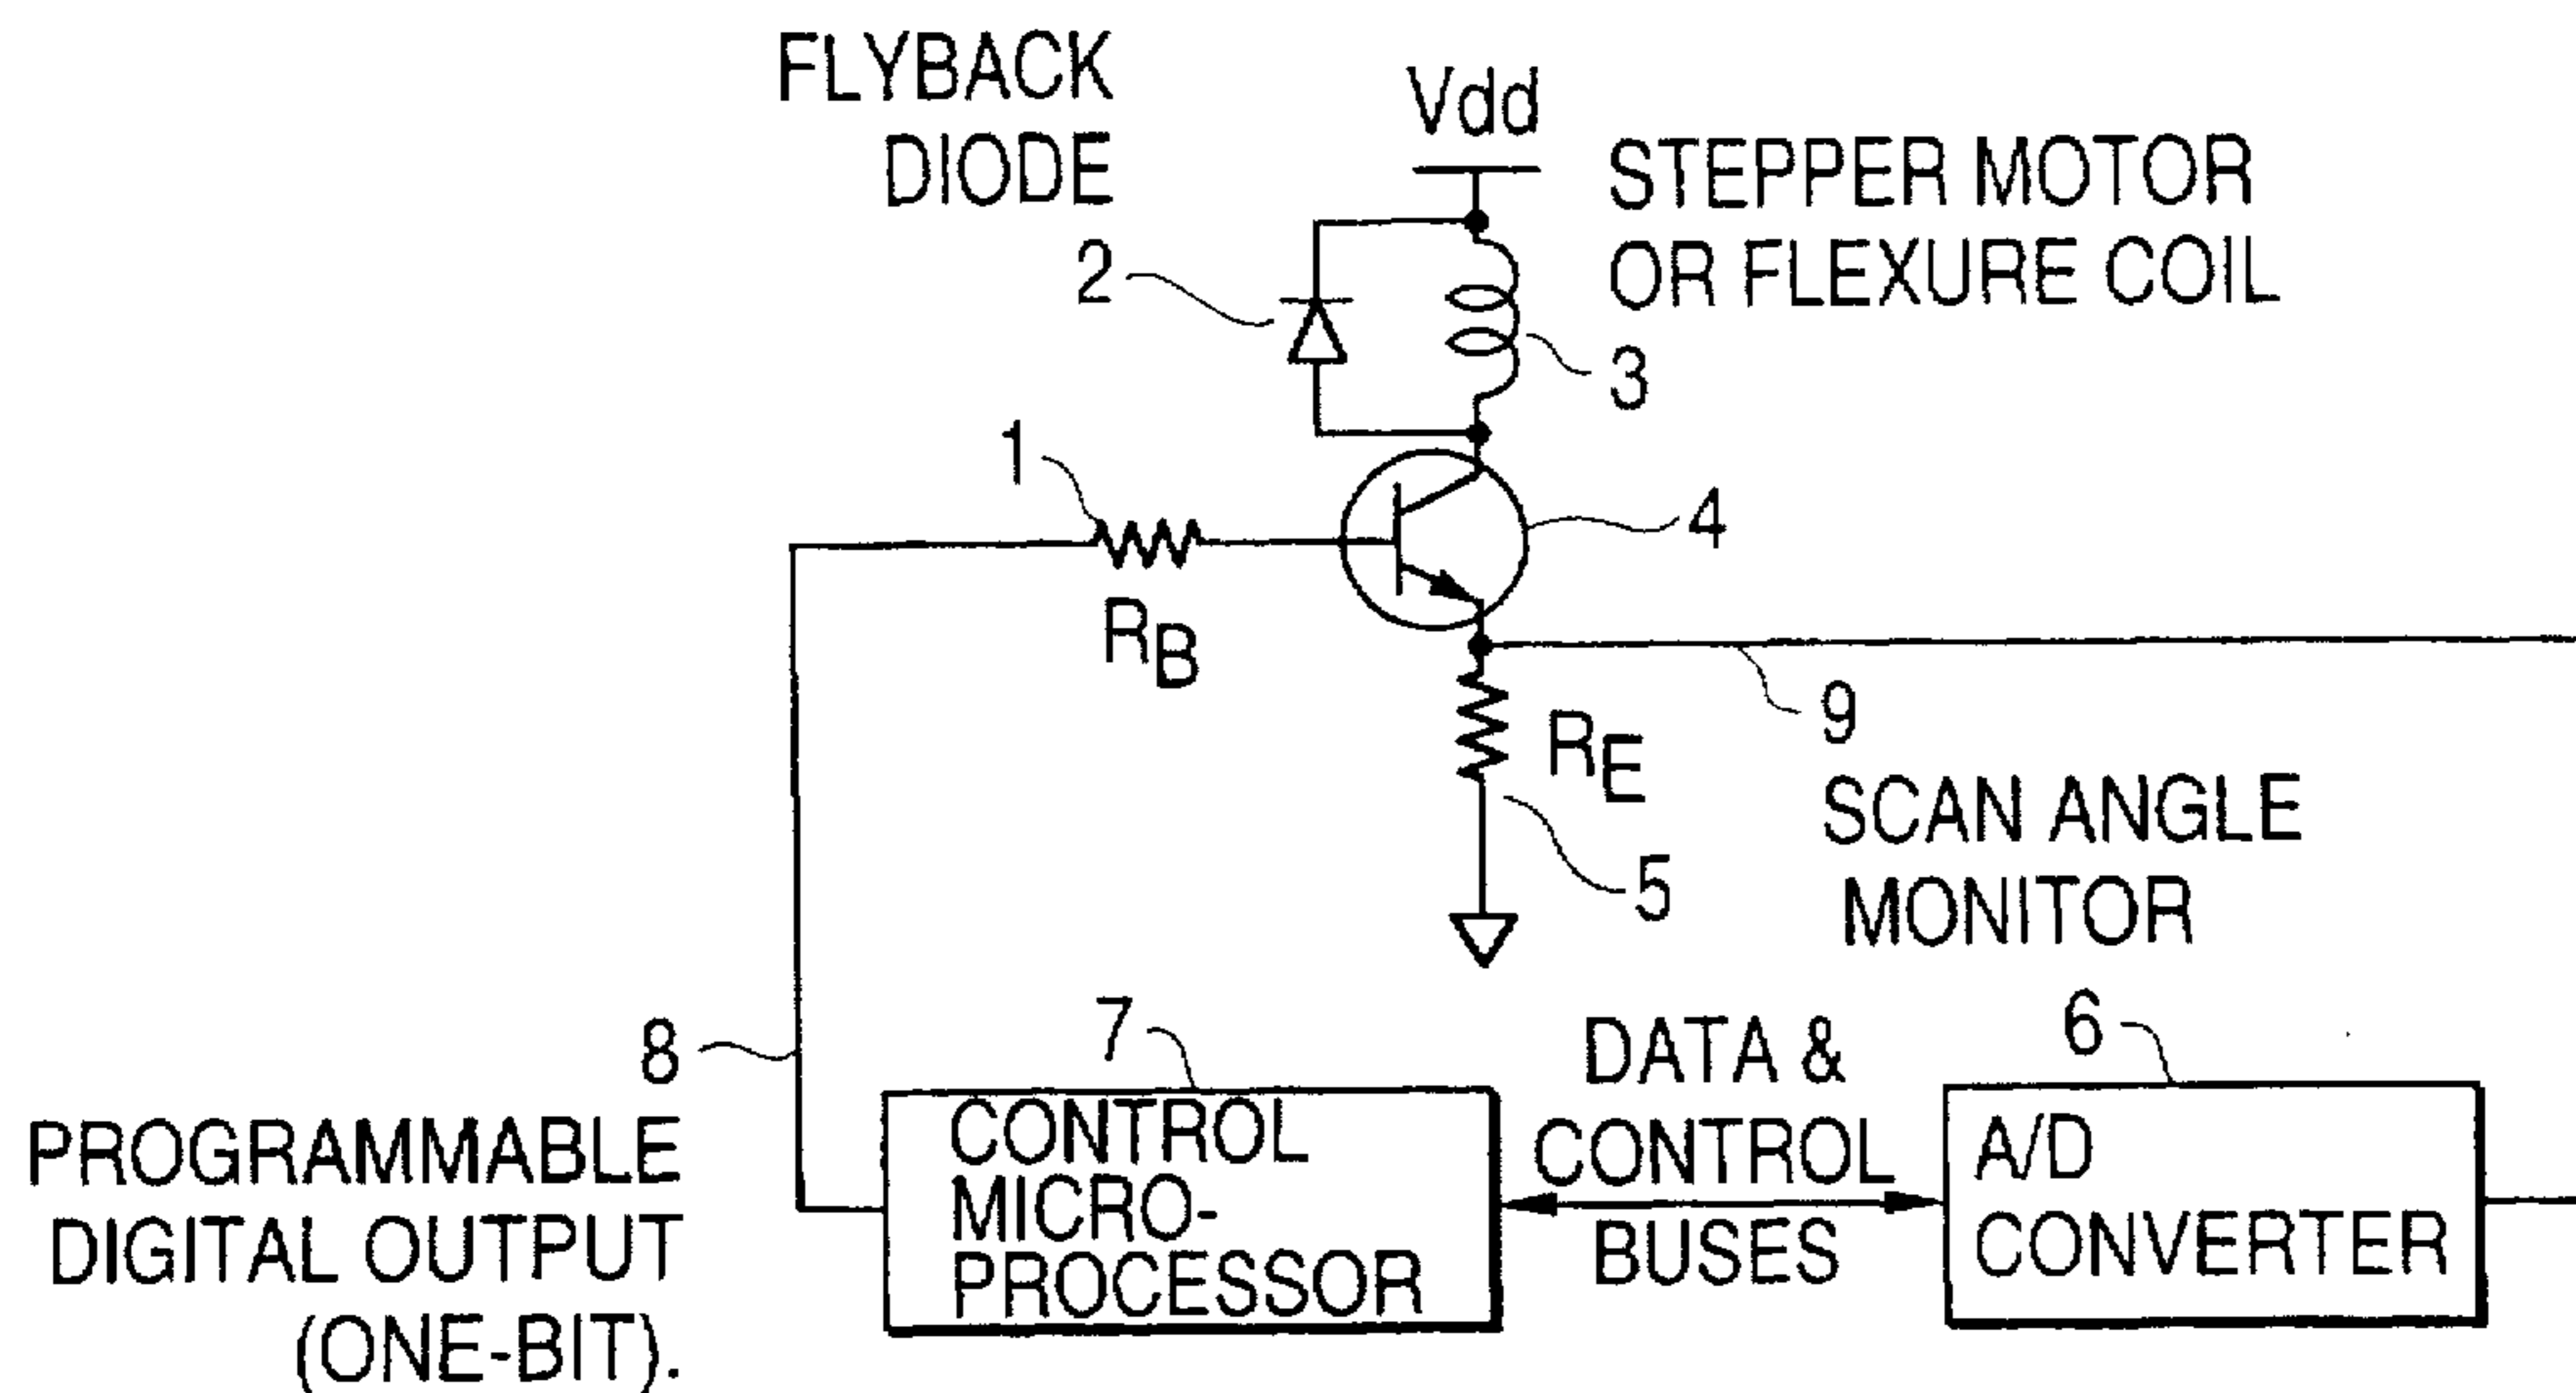 FLYBACK
DIODE
2
Vdd
STEPPER MOTOR
OR FLEXURE COIL
3
1
RB
4
9
RE
SCAN ANGLE
MONITOR
5
8
PROGRAMMABLE
DIGITAL OUTPUT
(ONE-BIT).
7
CONTROL
MICRO-
PROCESSOR
DATA &
CONTROL
BUSES
6
A/D
CONVERTER